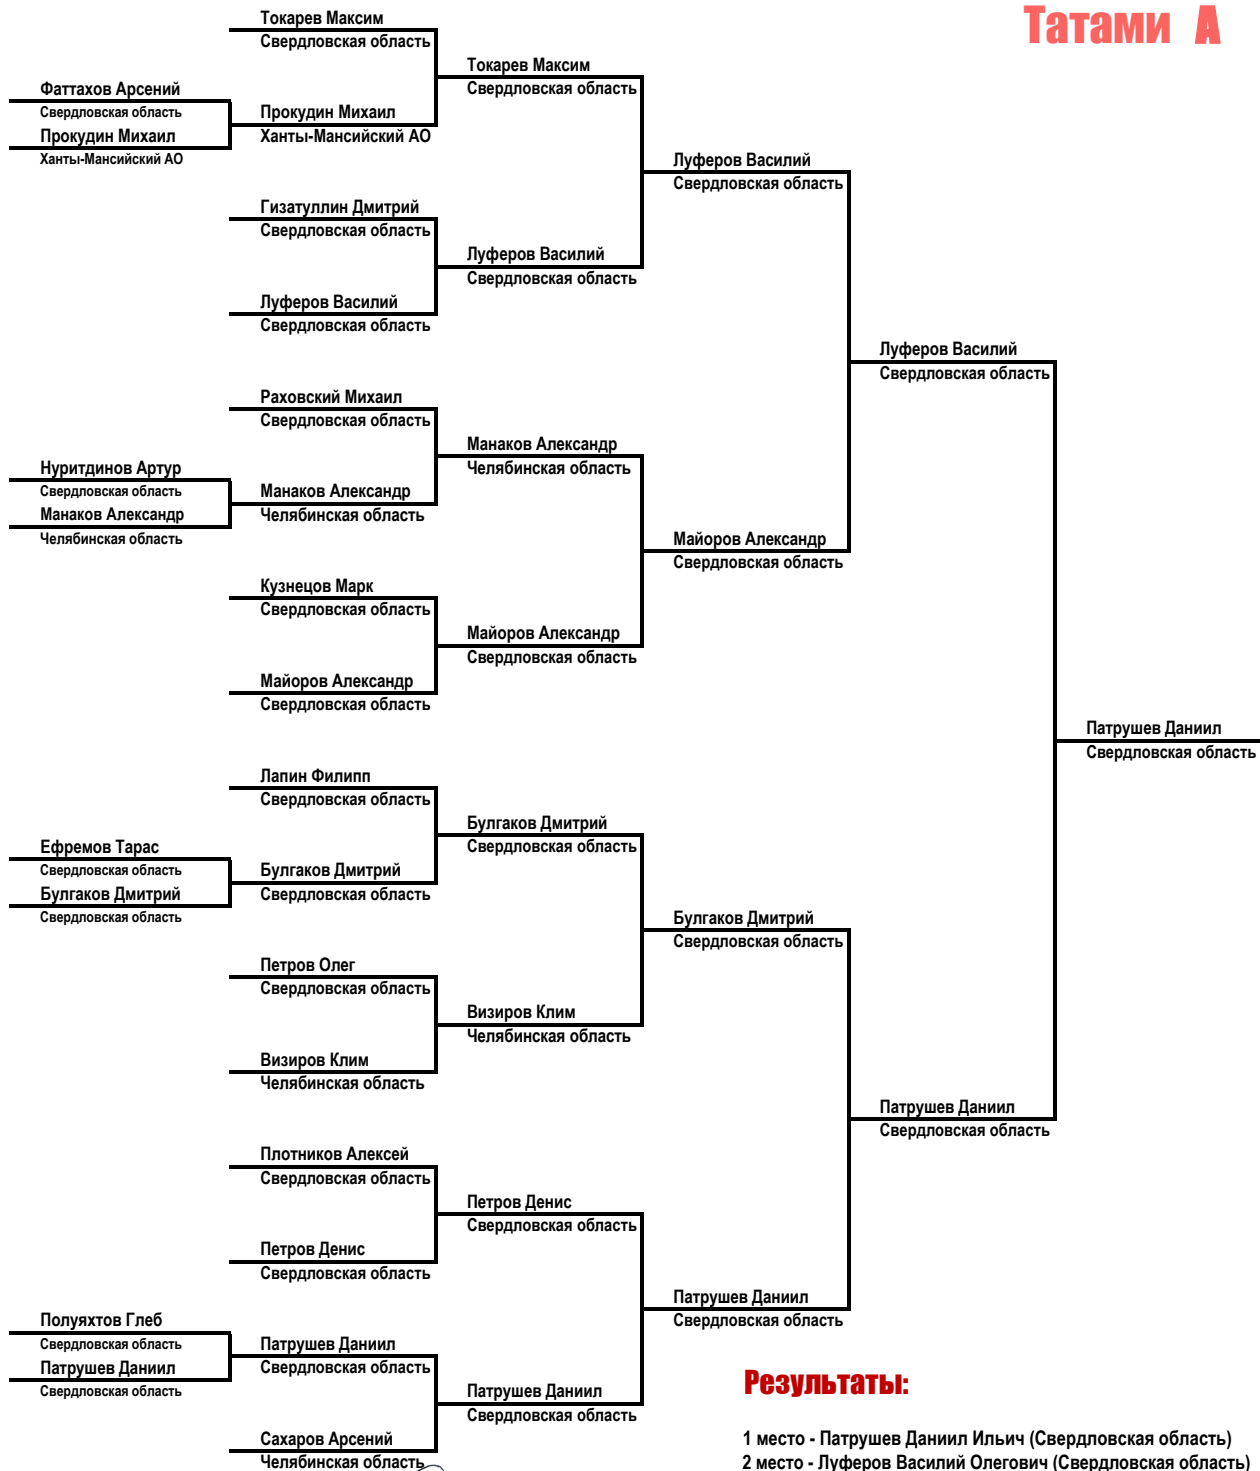 Татами А
Токарев Максим
Свердловская область
Токарев Максим
Свердловская область
Фаттахов Арсений
Свердловская область
Прокудин Михаил
Ханты-Мансийский АО
Прокудин Михаил
Ханты-Мансийский АО
Луферов Василий
Свердловская область
Гизатуллин Дмитрий
Свердловская область
Луферов Василий
Свердловская область
Луферов Василий
Свердловская область
Луферов Василий
Свердловская область
Раховский Михаил
Свердловская область
Манаков Александр
Челябинская область
Нуритдинов Артур
Свердловская область
Манаков Александр
Челябинская область
Манаков Александр
Челябинская область
Майоров Александр
Свердловская область
Кузнецов Марк
Свердловская область
Майоров Александр
Свердловская область
Майоров Александр
Свердловская область
Патрушев Даниил
Свердловская область
Лапин Филипп
Свердловская область
Булгаков Дмитрий
Свердловская область
Ефремов Тарас
Свердловская область
Булгаков Дмитрий
Свердловская область
Булгаков Дмитрий
Свердловская область
Булгаков Дмитрий
Свердловская область
Петров Олег
Свердловская область
Визиров Клим
Челябинская область
Визиров Клим
Челябинская область
Патрушев Даниил
Свердловская область
Плотников Алексей
Свердловская область
Петров Денис
Свердловская область
Петров Денис
Свердловская область
Патрушев Даниил
Свердловская область
Полуяхтов Глеб
Свердловская область
Патрушев Даниил
Свердловская область
Патрушев Даниил
Свердловская область
Патрушев Даниил
Свердловская область
Сахаров Арсений
Челябинская область
Результаты:
1 место - Патрушев Даниил Ильич (Свердловская область)
2 место - Луферов Василий Олегович (Свердловская область)